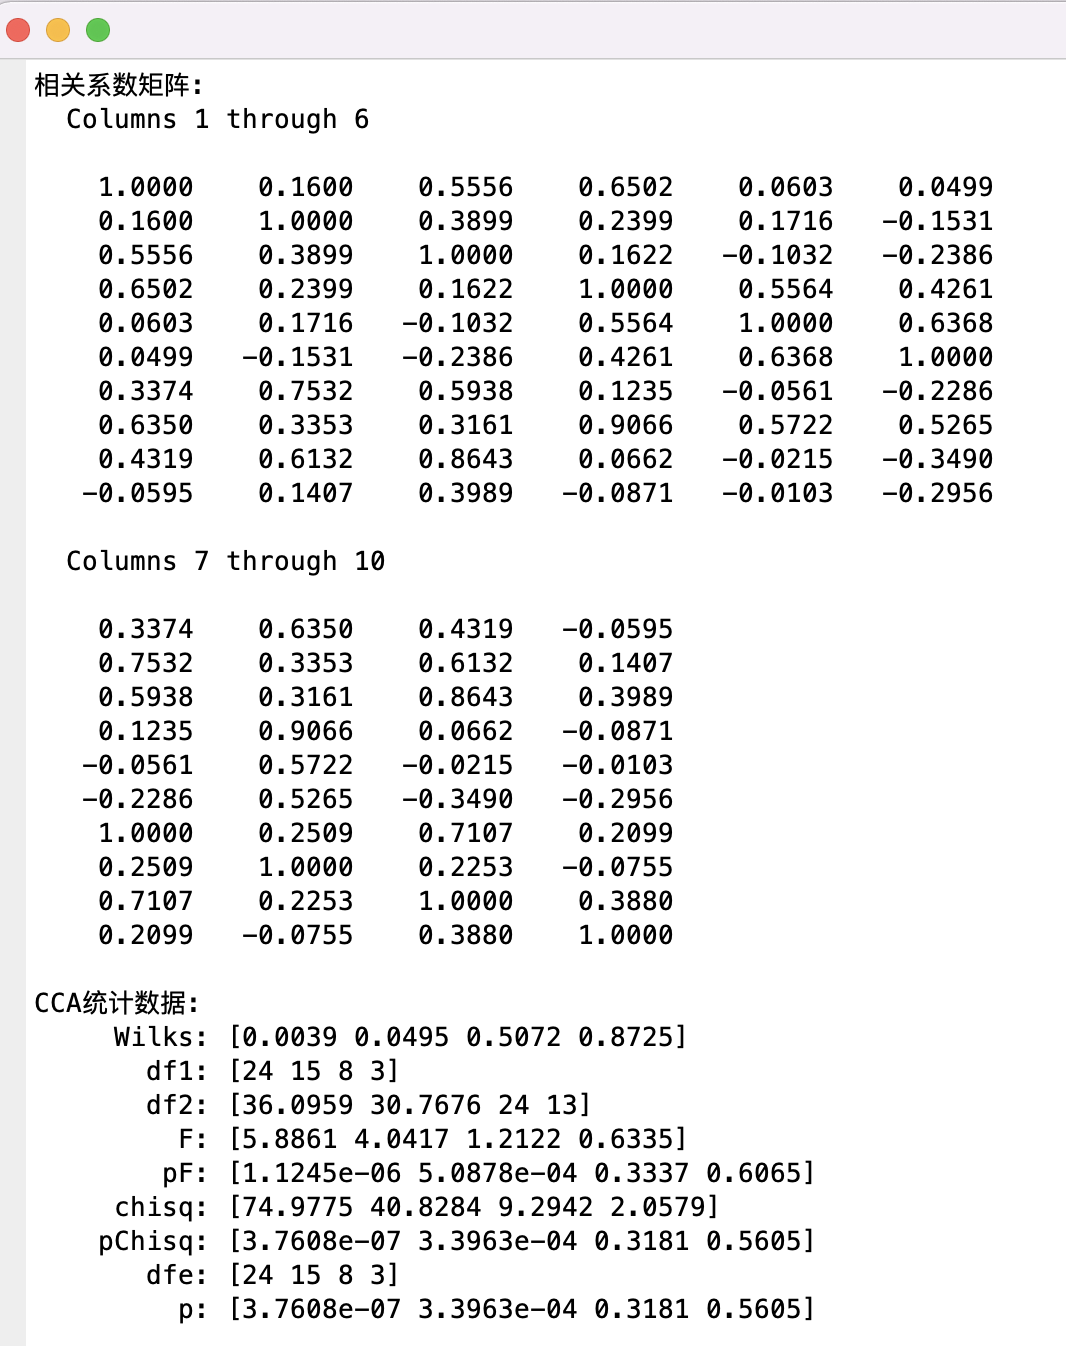 相关系数矩阵:
Columns 1 through 6
1.0000 0.1600 0.5556 0.6502 0.0603 0.0499
0.1600 1.0000 0.3899 0.2399 0.1716 -0.1531
0.5556 0.3899 1.0000 0.1622 -0.1032 -0.2386
0.6502 0.2399 0.1622 1.0000 0.5564 0.4261
0.0603 0.1716 -0.1032 0.5564 1.0000 0.6368
0.0499 -0.1531 -0.2386 0.4261 0.6368 1.0000
0.3374 0.7532 0.5938 0.1235 -0.0561 -0.2286
0.6350 0.3353 0.3161 0.9066 0.5722 0.5265
0.4319 0.6132 0.8643 0.0662 -0.0215 -0.3490
-0.0595 0.1407 0.3989 -0.0871 -0.0103 -0.2956
Columns 7 through 10
0.3374 0.6350 0.4319 -0.0595
0.7532 0.3353 0.6132 0.1407
0.5938 0.3161 0.8643 0.3989
0.1235 0.9066 0.0662 -0.0871
-0.0561 0.5722 -0.0215 -0.0103
-0.2286 0.5265 -0.3490 -0.2956
1.0000 0.2509 0.7107 0.2099
0.2509 1.0000 0.2253 -0.0755
0.7107 0.2253 1.0000 0.3880
0.2099 -0.0755 0.3880 1.0000
CCA统计数据:
Wilks: [0.0039 0.0495 0.5072 0.8725]
df1: [24 15 8 3]
df2: [36.0959 30.7676 24 13]
F: [5.8861 4.0417 1.2122 0.6335]
pF: [1.1245e-06 5.0878e-04 0.3337 0.6065]
chisq: [74.9775 40.8284 9.2942 2.0579]
pChisq: [3.7608e-07 3.3963e-04 0.3181 0.5605]
dfe: [24 15 8 3]
p: [3.7608e-07 3.3963e-04 0.3181 0.5605]